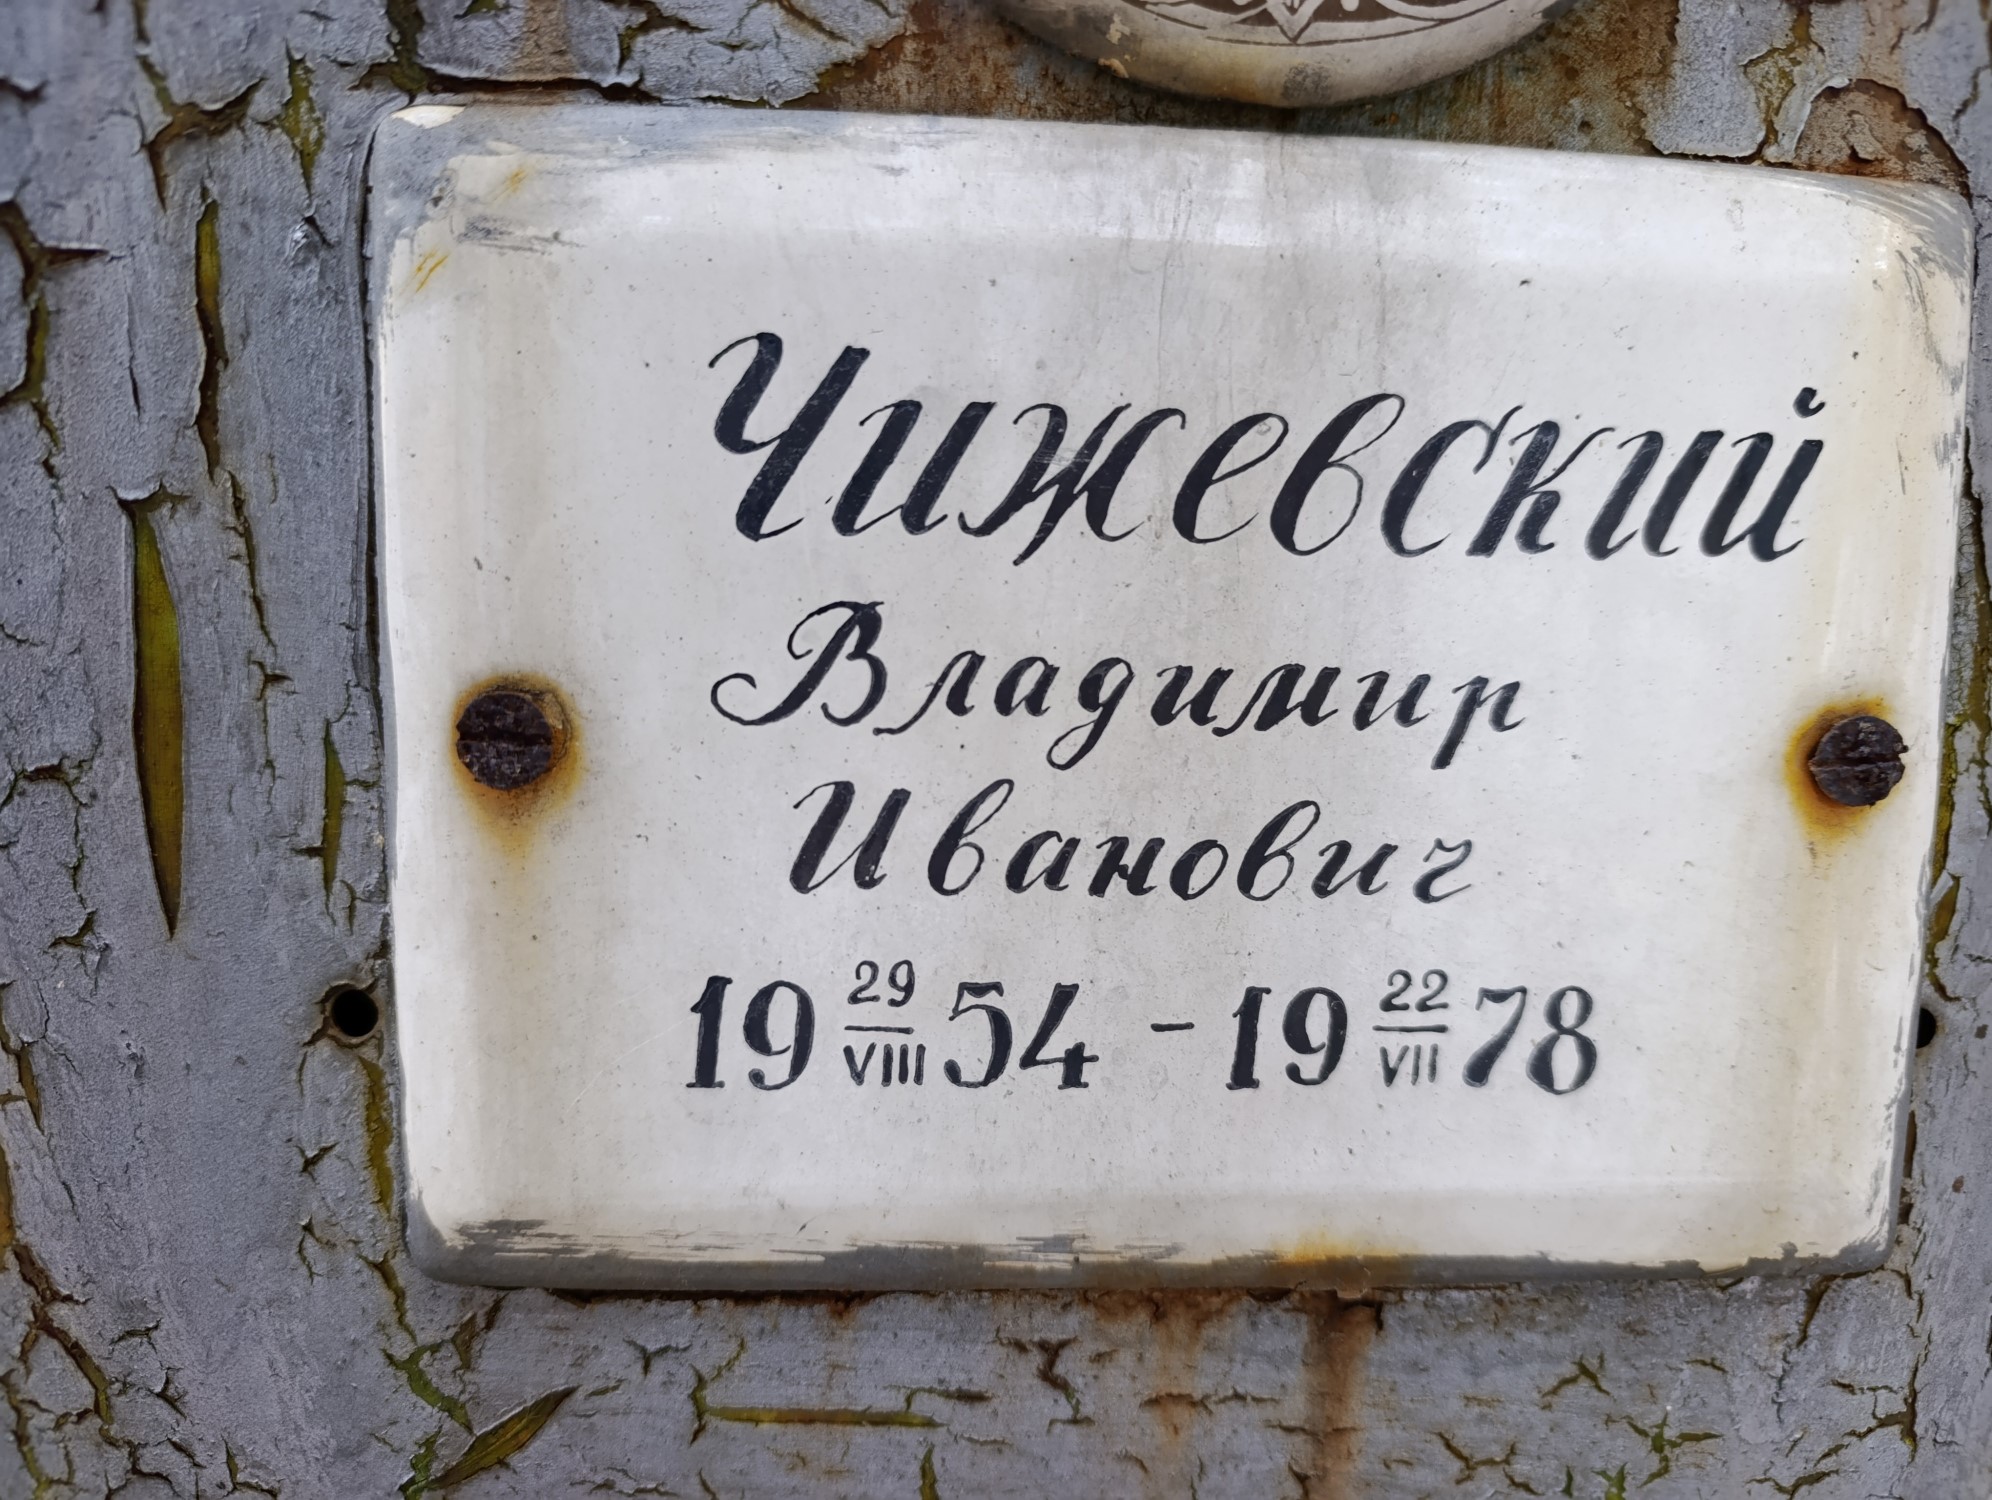 Чижевский
Владимир
Иванович
19 29/VIII 54 - 19 22/VII 78